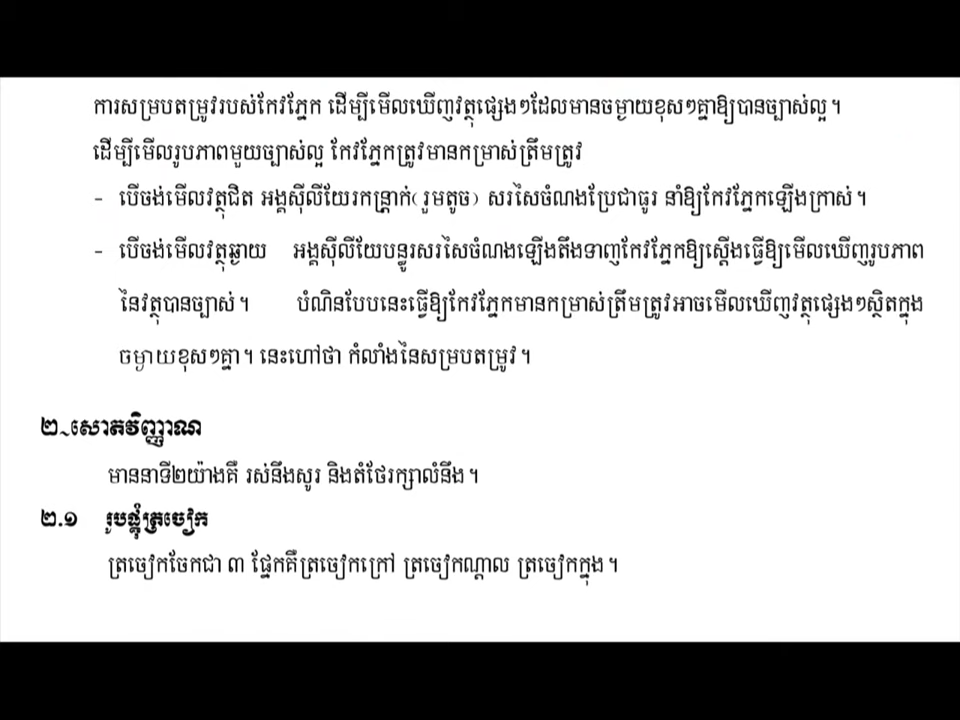 ការសម្របតម្រូវរបស់កែវភ្នែក ដើម្បីមើលឃើញវត្ថុផ្សេងៗដែលមានចម្ងាយខុសៗគ្នាឱ្យបានច្បាស់ល្អ។
ដើម្បីមើលរូបភាពមួយច្បាស់ល្អ កែវភ្នែកត្រូវមានកម្រាស់ត្រឹមត្រូវ
- បើចង់មើលវត្ថុជិត អង្គស៊ីលីយែរកន្ត្រាក់(រួមតូច) សរសៃចំណងប្រែជាធូរ នាំឱ្យកែវភ្នែកឡើងក្រាស់។
- បើចង់មើលវត្ថុឆ្ងាយ អង្គស៊ីលីយែបន្ធូរសរសៃចំណងឡើងតឹងទាញកែវភ្នែកឱ្យស្តើងធ្វើឱ្យមើលឃើញរូបភាព
នៃវត្ថុបានច្បាស់។ បំណិនបែបនេះធ្វើឱ្យកែវភ្នែកមានកម្រាស់ត្រឹមត្រូវអាចមើលឃើញវត្ថុផ្សេងៗស្ថិតក្នុង
ចម្ងាយខុសៗគ្នា។ នេះហៅថា កំលាំងនៃសម្របតម្រូវ។
២~សោតវិញ្ញាណ
មាននាទី២យ៉ាងគឺ រស់នឹងសូរ និងតំថែរក្សាលំនឹង។
២.១ រូបផ្គុំត្រចៀក
ត្រចៀកចែកជា ៣ ផ្នែកគឺត្រចៀកក្រៅ ត្រចៀកណ្តាល ត្រចៀកក្នុង។